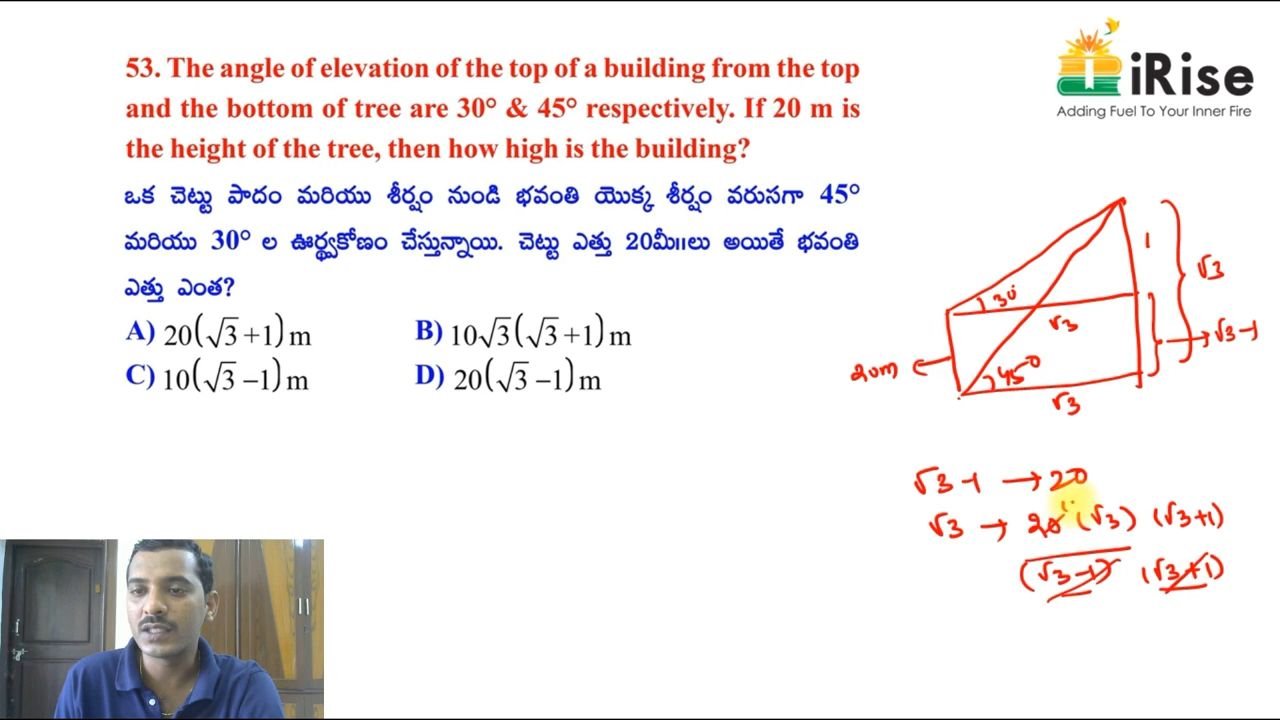 53. The angle of elevation of the top of a building from the top
and the bottom of tree are 30° & 45° respectively. If 20 m is
the height of the tree, then how high is the building?
ఒక చెట్టు పాదం మరియు శీర్షం నుండి భవంతి యొక్క శీర్షం వరుసగా 45°
మరియు 30° ల ఊర్థ్వకోణం చేస్తున్నాయి. చెట్టు ఎత్తు 20మీ॥లు అయితే భవంతి
ఎత్తు ఎంత?
A) 20(√3+1)m B) 10√3(√3+1)m
C) 10(√3−1)m D) 20(√3−1)m
iRise
Adding Fuel To Your Inner Fire
1
√3
30°
√3
√3-1
20m
45°
√3
√3-1 → 20
√3 → 20 (√3) (√3+1)
(√3-1) (√3+1)